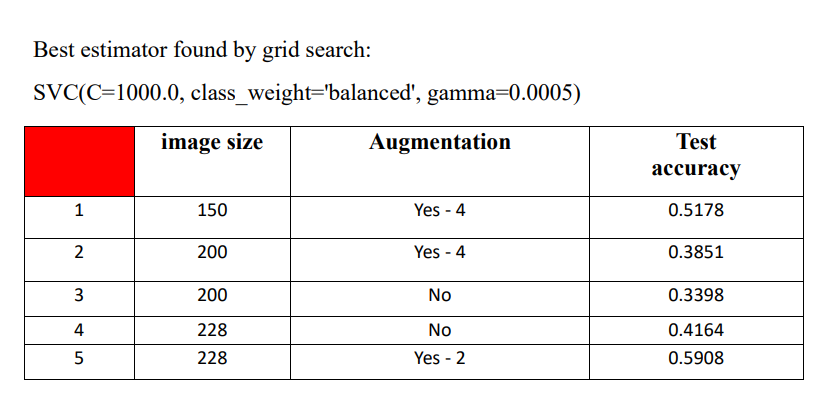 Best estimator found by grid search:
SVC(C=1000.0, class_weight='balanced', gamma=0.0005)
image size Augmentation Test
accuracy
1 150 Yes - 4 0.5178
2 200 Yes - 4 0.3851
3 200 No 0.3398
4 228 No 0.4164
5 228 Yes - 2 0.5908